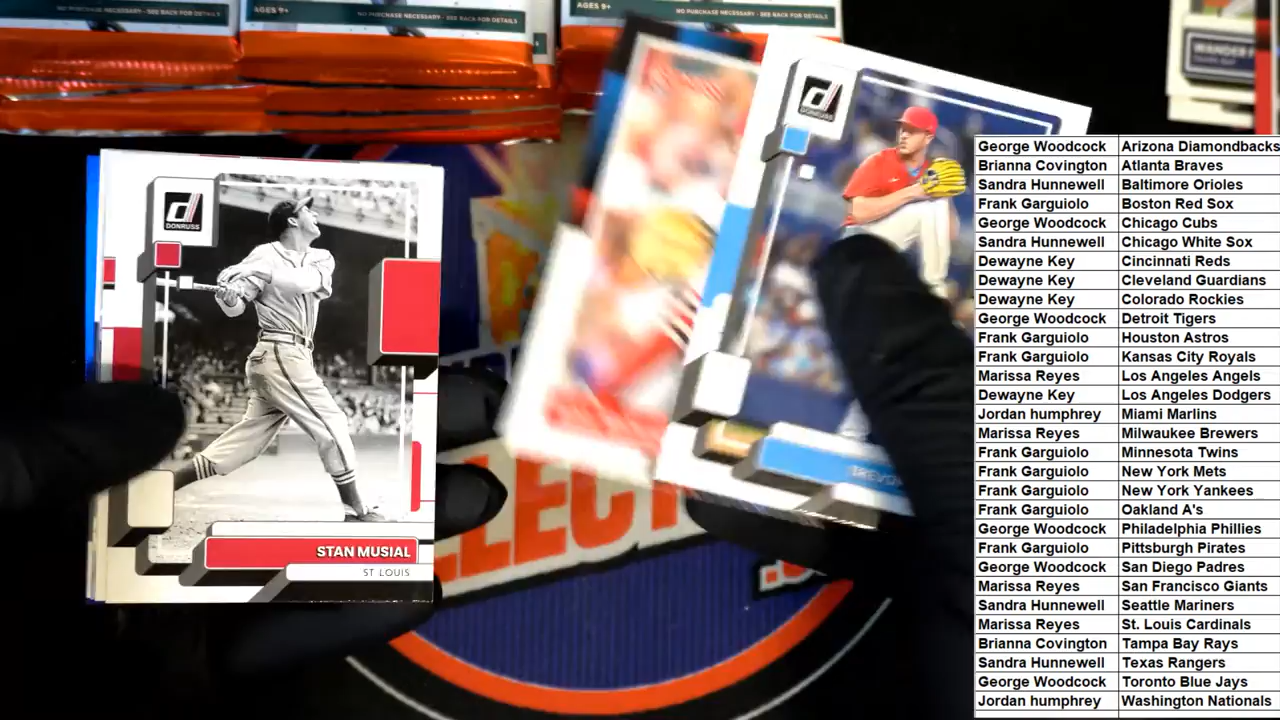 AGES 9+
NO PURCHASE NECESSARY - SEE BACK FOR DETAILS
NO PURCHASE NECESSARY - SEE BACK FOR DETAILS
WANDER
DONRUSS
DONRUSS
STAN MUSIAL
ST LOUIS
LLECT
George Woodcock Arizona Diamondbacks
Brianna Covington Atlanta Braves
Sandra Hunnewell Baltimore Orioles
Frank Garguiolo Boston Red Sox
George Woodcock Chicago Cubs
Sandra Hunnewell Chicago White Sox
Dewayne Key Cincinnati Reds
Dewayne Key Cleveland Guardians
Dewayne Key Colorado Rockies
George Woodcock Detroit Tigers
Frank Garguiolo Houston Astros
Frank Garguiolo Kansas City Royals
Marissa Reyes Los Angeles Angels
Dewayne Key Los Angeles Dodgers
Jordan humphrey Miami Marlins
Marissa Reyes Milwaukee Brewers
Frank Garguiolo Minnesota Twins
Frank Garguiolo New York Mets
Frank Garguiolo New York Yankees
Frank Garguiolo Oakland A's
George Woodcock Philadelphia Phillies
Frank Garguiolo Pittsburgh Pirates
George Woodcock San Diego Padres
Marissa Reyes San Francisco Giants
Sandra Hunnewell Seattle Mariners
Marissa Reyes St. Louis Cardinals
Brianna Covington Tampa Bay Rays
Sandra Hunnewell Texas Rangers
George Woodcock Toronto Blue Jays
Jordan humphrey Washington Nationals